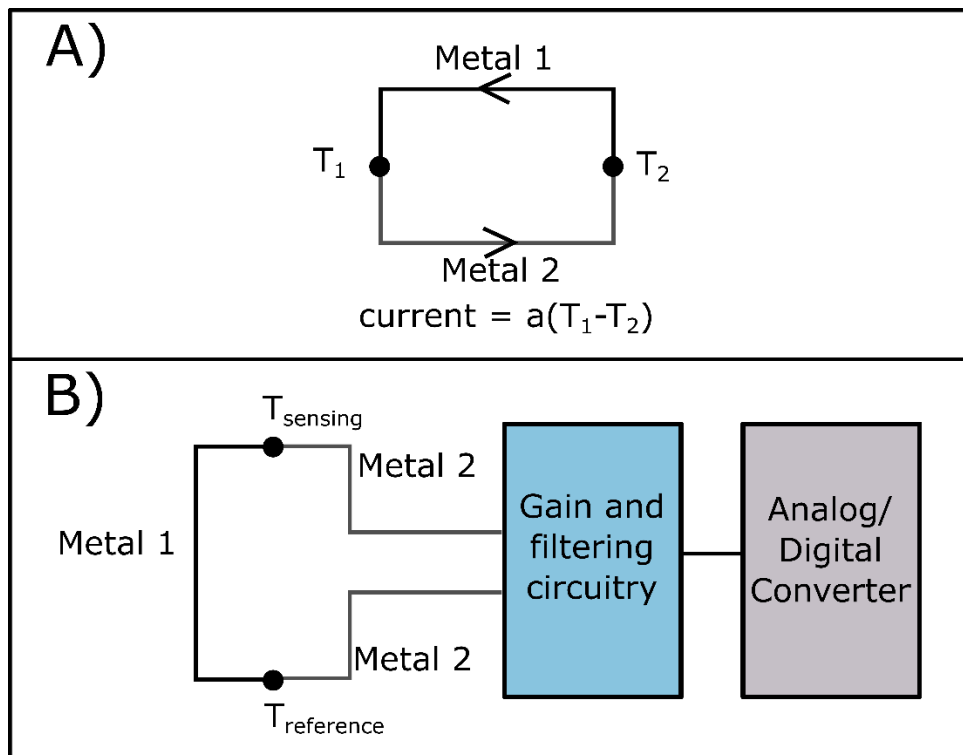 A)
Metal 1
T₁
T₂
Metal 2
current = a(T₁-T₂)
B)
Tsensing
Metal 2
Metal 1
Metal 2
Treference
Gain and
filtering
circuitry
Analog/
Digital
Converter